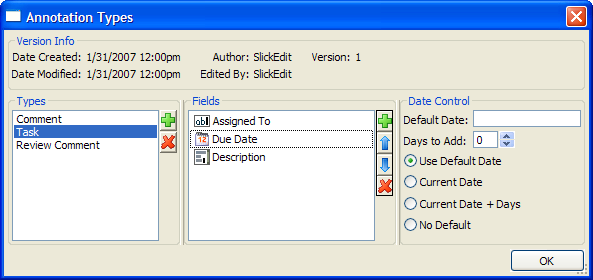 Annotation Types
Version Info
Date Created: 1/31/2007 12:00pm Author: SlickEdit Version: 1
Date Modified: 1/31/2007 12:00pm Edited By: SlickEdit
Types
Comment
Task
Review Comment
Fields
ab Assigned To
12 Due Date
Description
Date Control
Default Date:
Days to Add: 0
Use Default Date
Current Date
Current Date + Days
No Default
OK